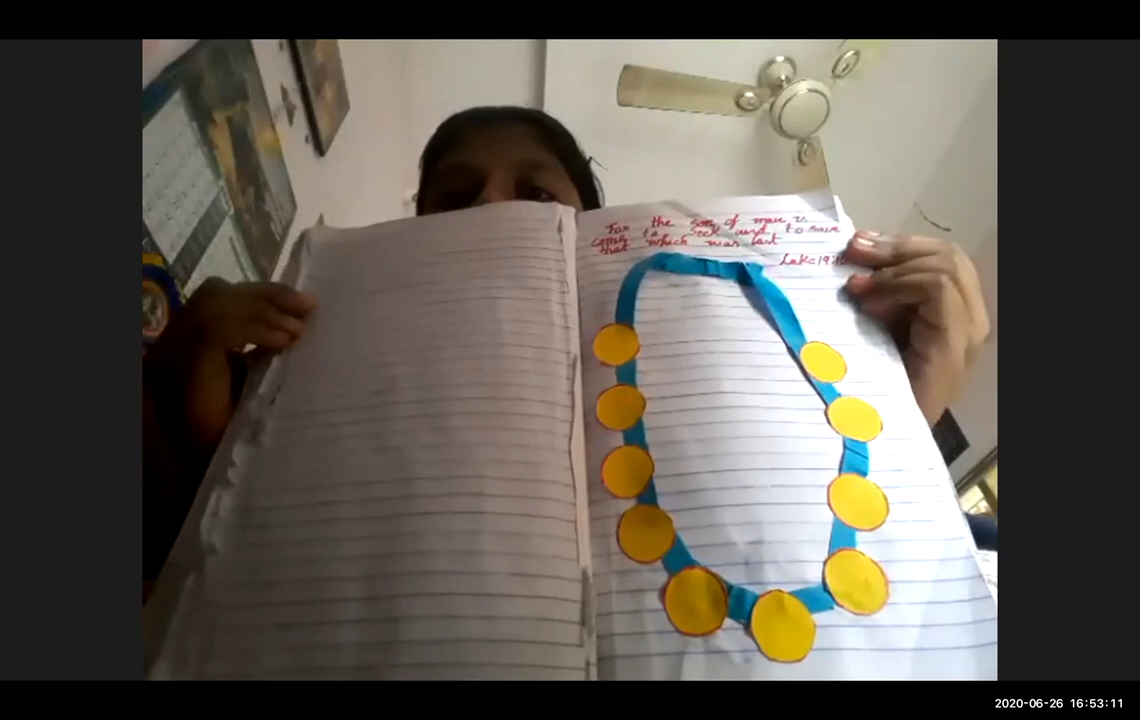 For the son of man is
come to seek and to save
that which was lost
Luke 19:10
2020-06-26 16:53:11